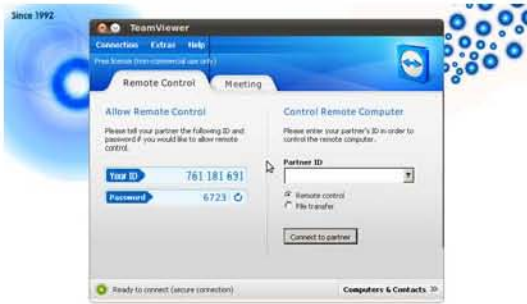 Since 1992
TeamViewer
Connection Extras Help
Free license (non-commercial use only)
Remote Control
Meeting
Allow Remote Control
Please tell your partner the following ID and
password if you would like to allow remote
control.
Your ID 761 181 691
Password 6723
Control Remote Computer
Please enter your partner's ID in order to
control the remote computer.
Partner ID
Remote control
File transfer
Connect to partner
Ready to connect (secure connection)
Computers & Contacts